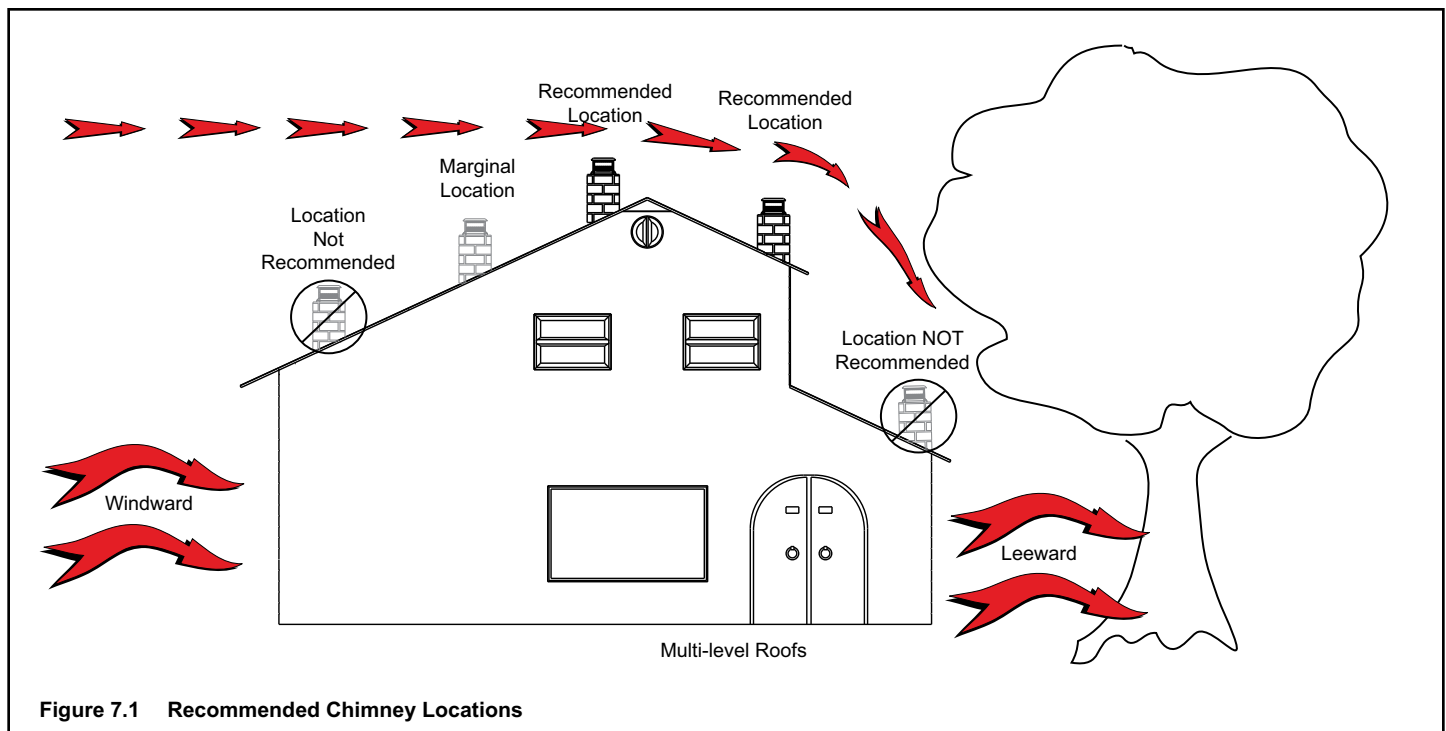 Recommended
Location
Recommended
Location
Marginal
Location
Location
Not
Recommended
Location NOT
Recommended
Windward
Leeward
Multi-level Roofs
Figure 7.1 Recommended Chimney Locations